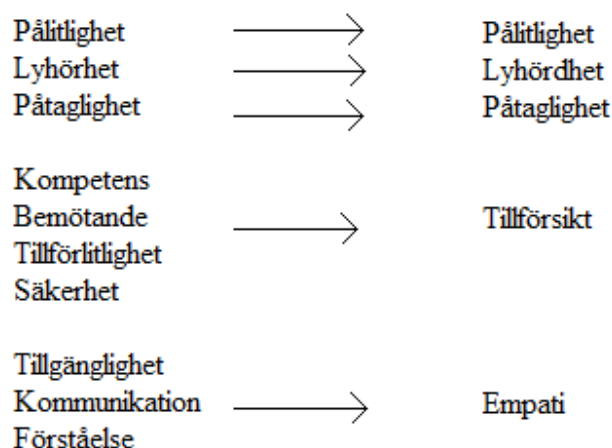 Pålitlighet Pålitlighet
Lyhörhet Lyhördhet
Påtaglighet Påtaglighet
Kompetens
Bemötande Tillförsikt
Tillförlitlighet
Säkerhet
Tillgänglighet
Kommunikation Empati
Förståelse